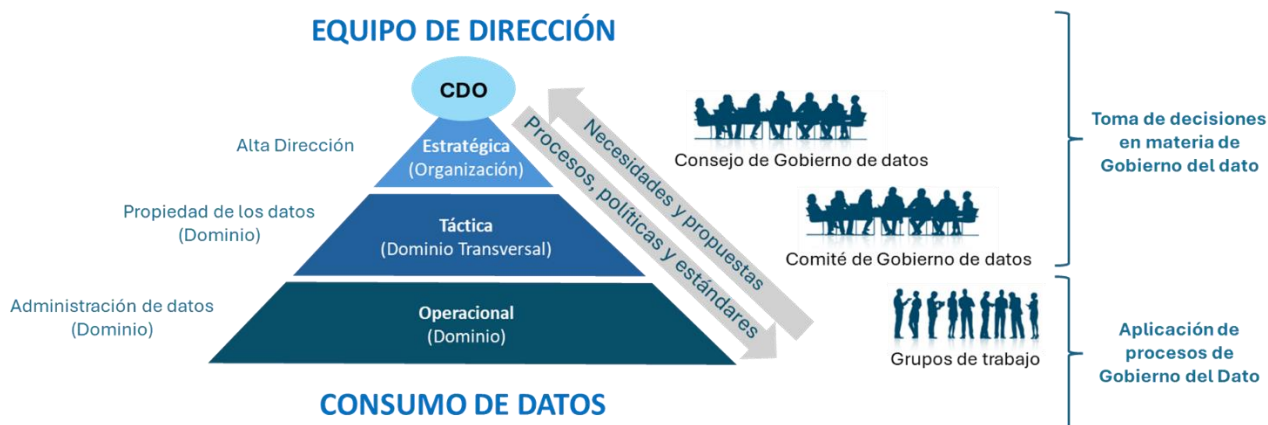 EQUIPO DE DIRECCIÓN
CDO
Alta Dirección
Estratégica
(Organización)
Propiedad de los datos
(Dominio)
Táctica
(Dominio Transversal)
Administración de datos
(Dominio)
Operacional
(Dominio)
Necesidades y propuestas
Procesos, políticas y estándares
Consejo de Gobierno de datos
Comité de Gobierno de datos
Grupos de trabajo
Toma de decisiones
en materia de
Gobierno del dato
Aplicación de
procesos de
Gobierno del Dato
CONSUMO DE DATOS